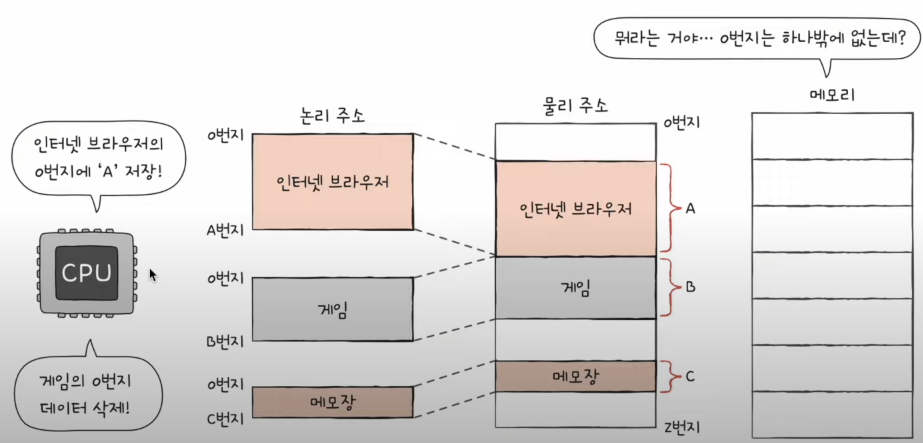 뭐라는 거야… 0번지는 하나밖에 없는데?
메모리
논리 주소
물리 주소
인터넷 브라우저의
0번지에 'A' 저장!
CPU
게임의 0번지
데이터 삭제!
0번지
인터넷 브라우저
A번지
0번지
게임
B번지
0번지
메모장
C번지
0번지
인터넷 브라우저
A
게임
B
메모장
C
Z번지